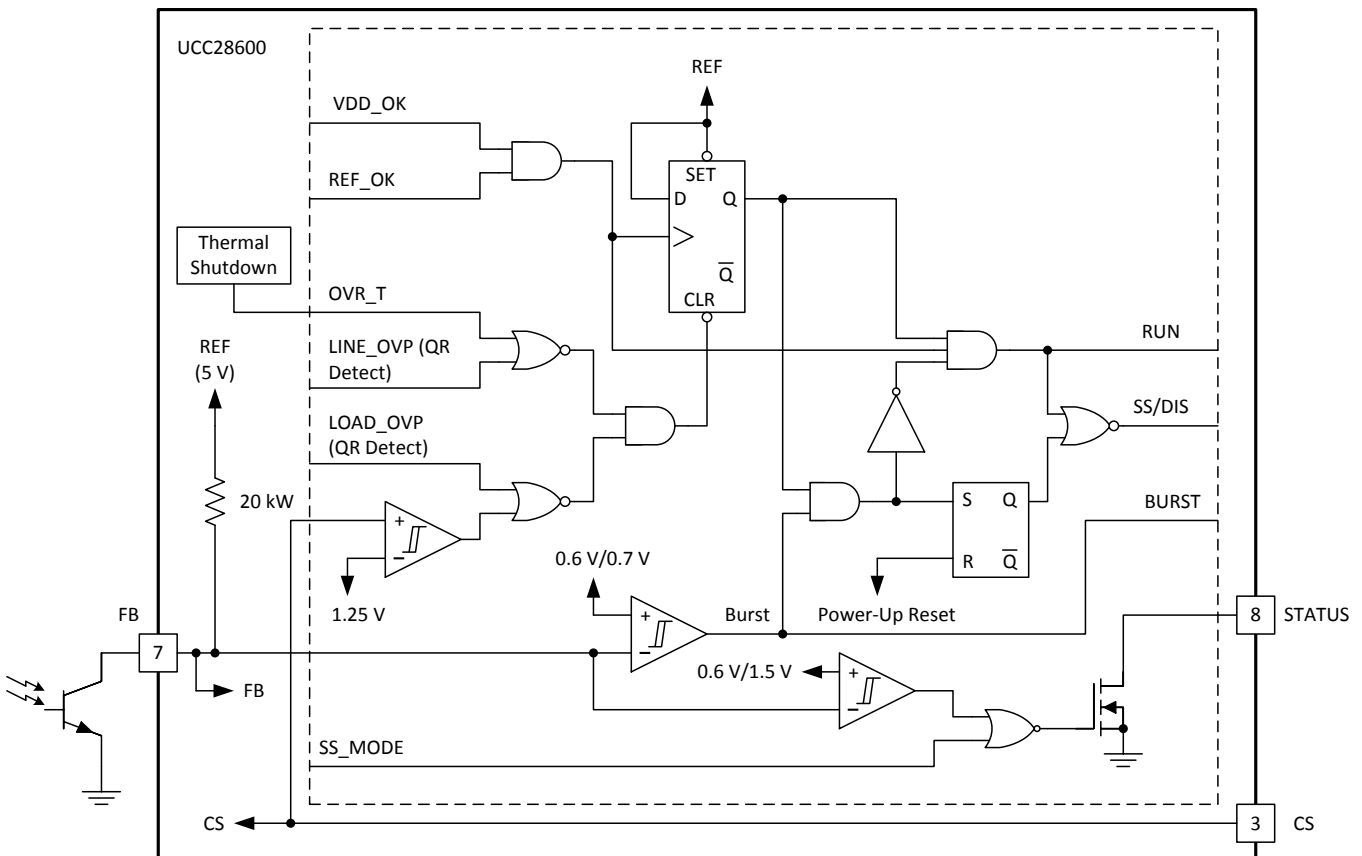 UCC28600
REF
VDD_OK
REF_OK
SET
D
Q
Q
CLR
Thermal
Shutdown
OVR_T
REF
(5 V)
LINE_OVP (QR
Detect)
LOAD_OVP
(QR Detect)
20 kW
RUN
SS/DIS
BURST
+
−
1.25 V
S
Q
R
Q
Power-Up Reset
0.6 V/0.7 V
+
−
Burst
FB
7
FB
0.6 V/1.5 V
+
−
8
STATUS
SS_MODE
CS
3
CS